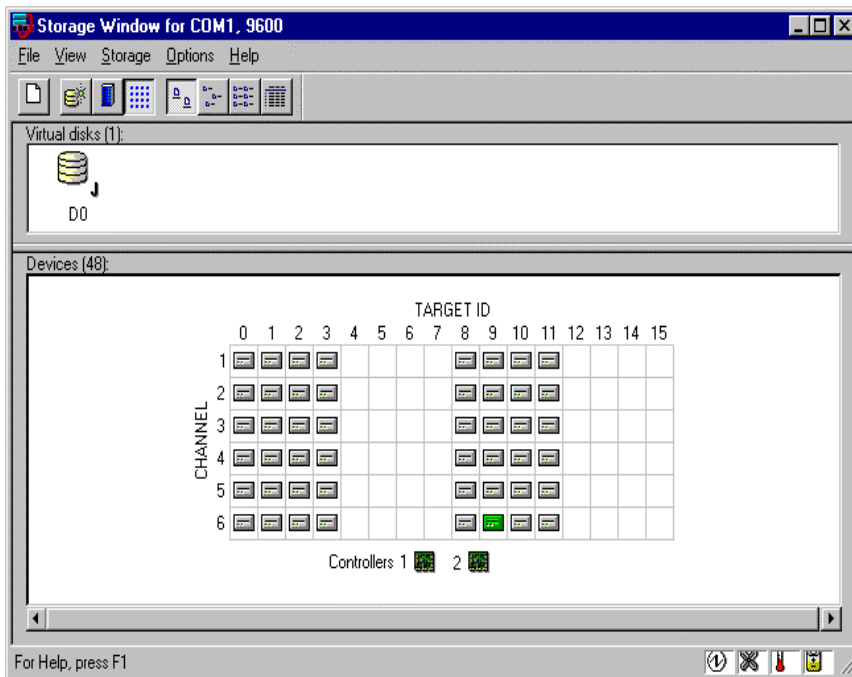 Storage Window for COM1, 9600
File View Storage Options Help
Virtual disks (1):
D0
Devices (48):
TARGET ID
0 1 2 3 4 5 6 7 8 9 10 11 12 13 14 15
CHANNEL
1
2
3
4
5
6
Controllers 1 2
For Help, press F1